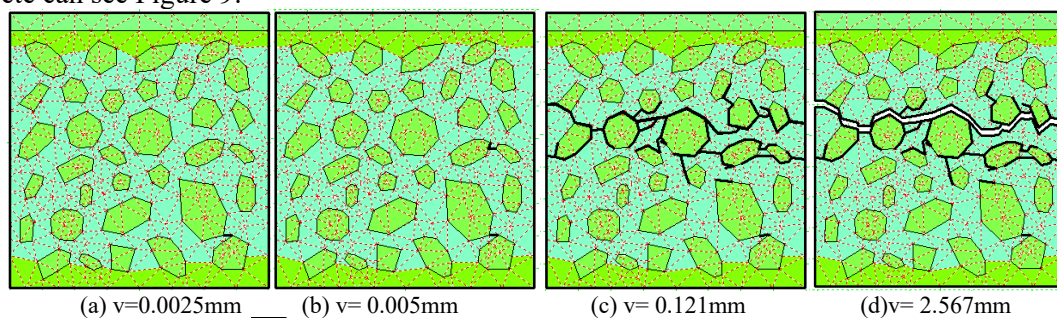 ete can see Figure 9.
(a) v=0.0025mm (b) v= 0.005mm (c) v= 0.121mm (d)v= 2.567mm